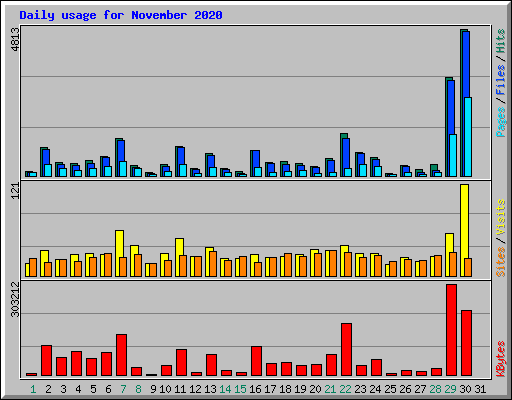 Daily usage for November 2020
4813
Pages / Files / Hits
121
Sites / Visits
303212
KBytes
1 2 3 4 5 6 7 8 9 10 11 12 13 14 15 16 17 18 19 20 21 22 23 24 25 26 27 28 29 30 31